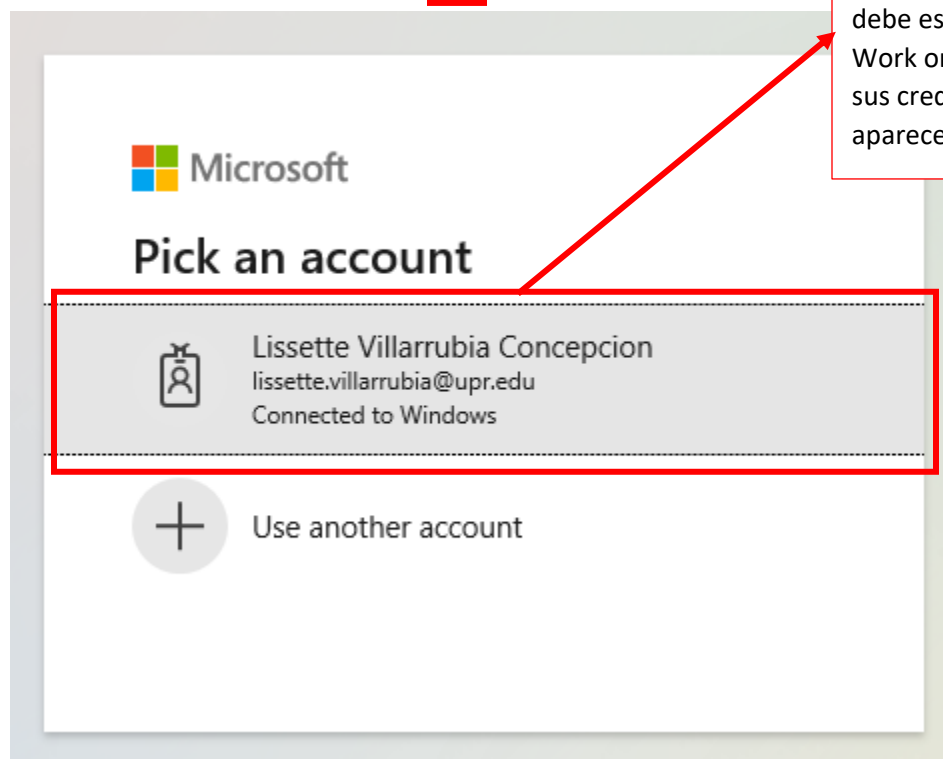 debe es
Work or
sus cred
aparece
Microsoft
Pick an account
Lissette Villarrubia Concepcion
lissette.villarrubia@upr.edu
Connected to Windows
Use another account